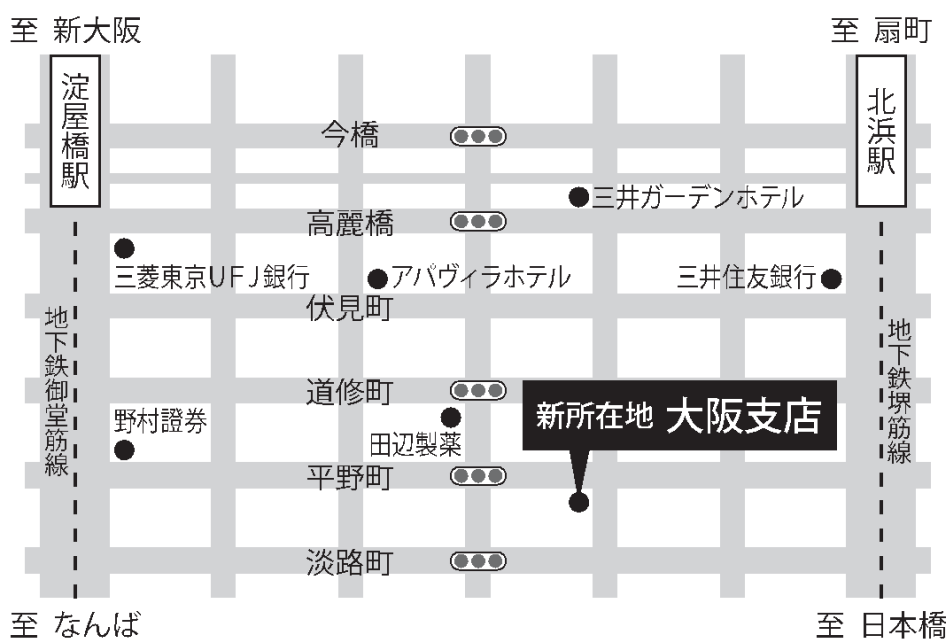 至 新大阪
至 扇町
淀屋橋駅
北浜駅
今橋
三井ガーデンホテル
高麗橋
三菱東京UFJ銀行
アパヴィラホテル
三井住友銀行
伏見町
地下鉄御堂筋線
地下鉄堺筋線
道修町
新所在地 大阪支店
野村證券
田辺製薬
平野町
淡路町
至 なんば
至 日本橋